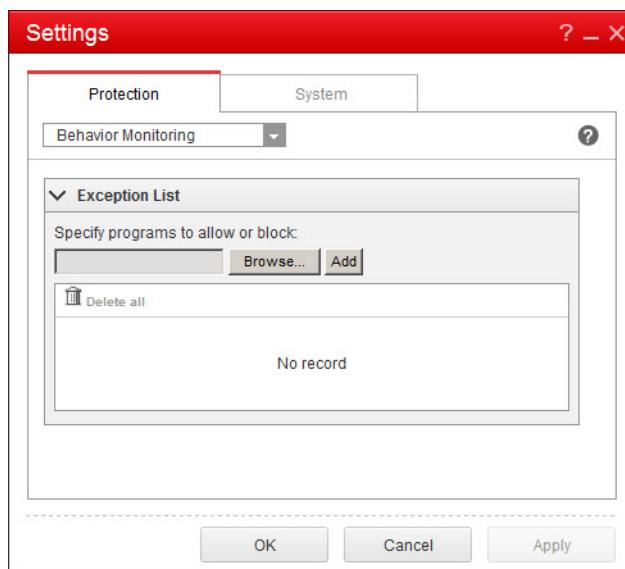 Settings
? _ X
Protection
System
Behavior Monitoring
?
Exception List
Specify programs to allow or block:
Browse... Add
Delete all
No record
OK Cancel Apply